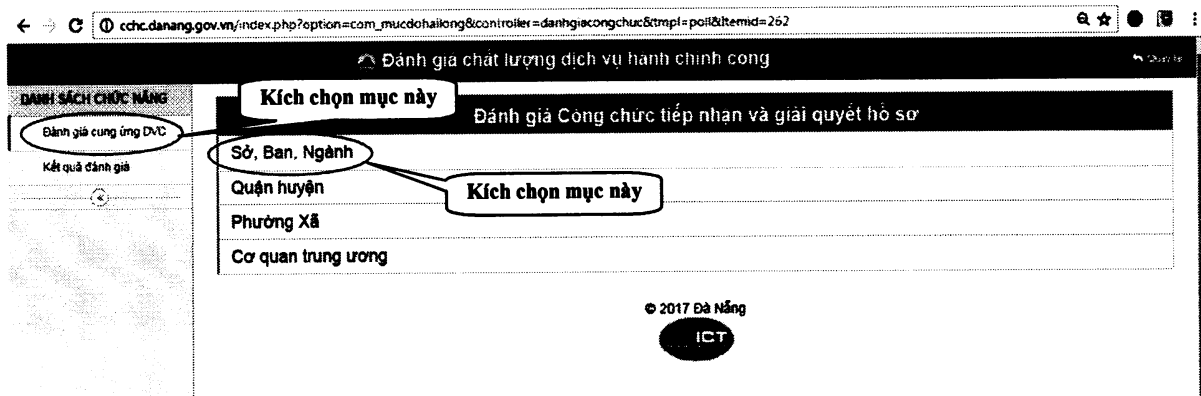 cchc.danang.gov.vn/index.php?option=com_mucdohailong&controller=danhgiacongchuc&tmpl=poll&Itemid=262
Đánh giá chất lượng dịch vụ hành chính công
DANH SÁCH CHỨC NĂNG
Kích chọn mục này
Đánh giá Công chức tiếp nhận và giải quyết hồ sơ
Đánh giá cung ứng DVC
Sở, Ban, Ngành
Kết quả đánh giá
Quận huyện
Kích chọn mục này
Phường Xã
Cơ quan trung ương
© 2017 Đà Nẵng
ICT